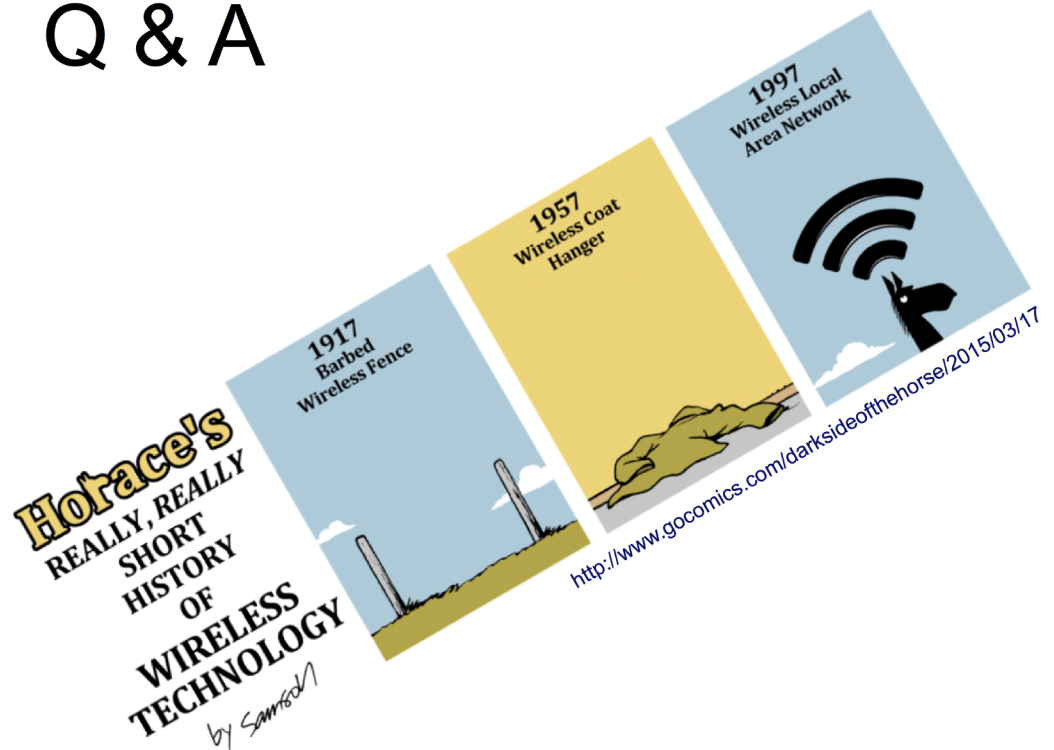 Q & A
Horace's
REALLY, REALLY
SHORT
HISTORY
OF
WIRELESS
TECHNOLOGY
by Samson
1917
Barbed
Wireless Fence
1957
Wireless Coat
Hanger
1997
Wireless Local
Area Network
http://www.gocomics.com/darksideofthehorse/2015/03/17